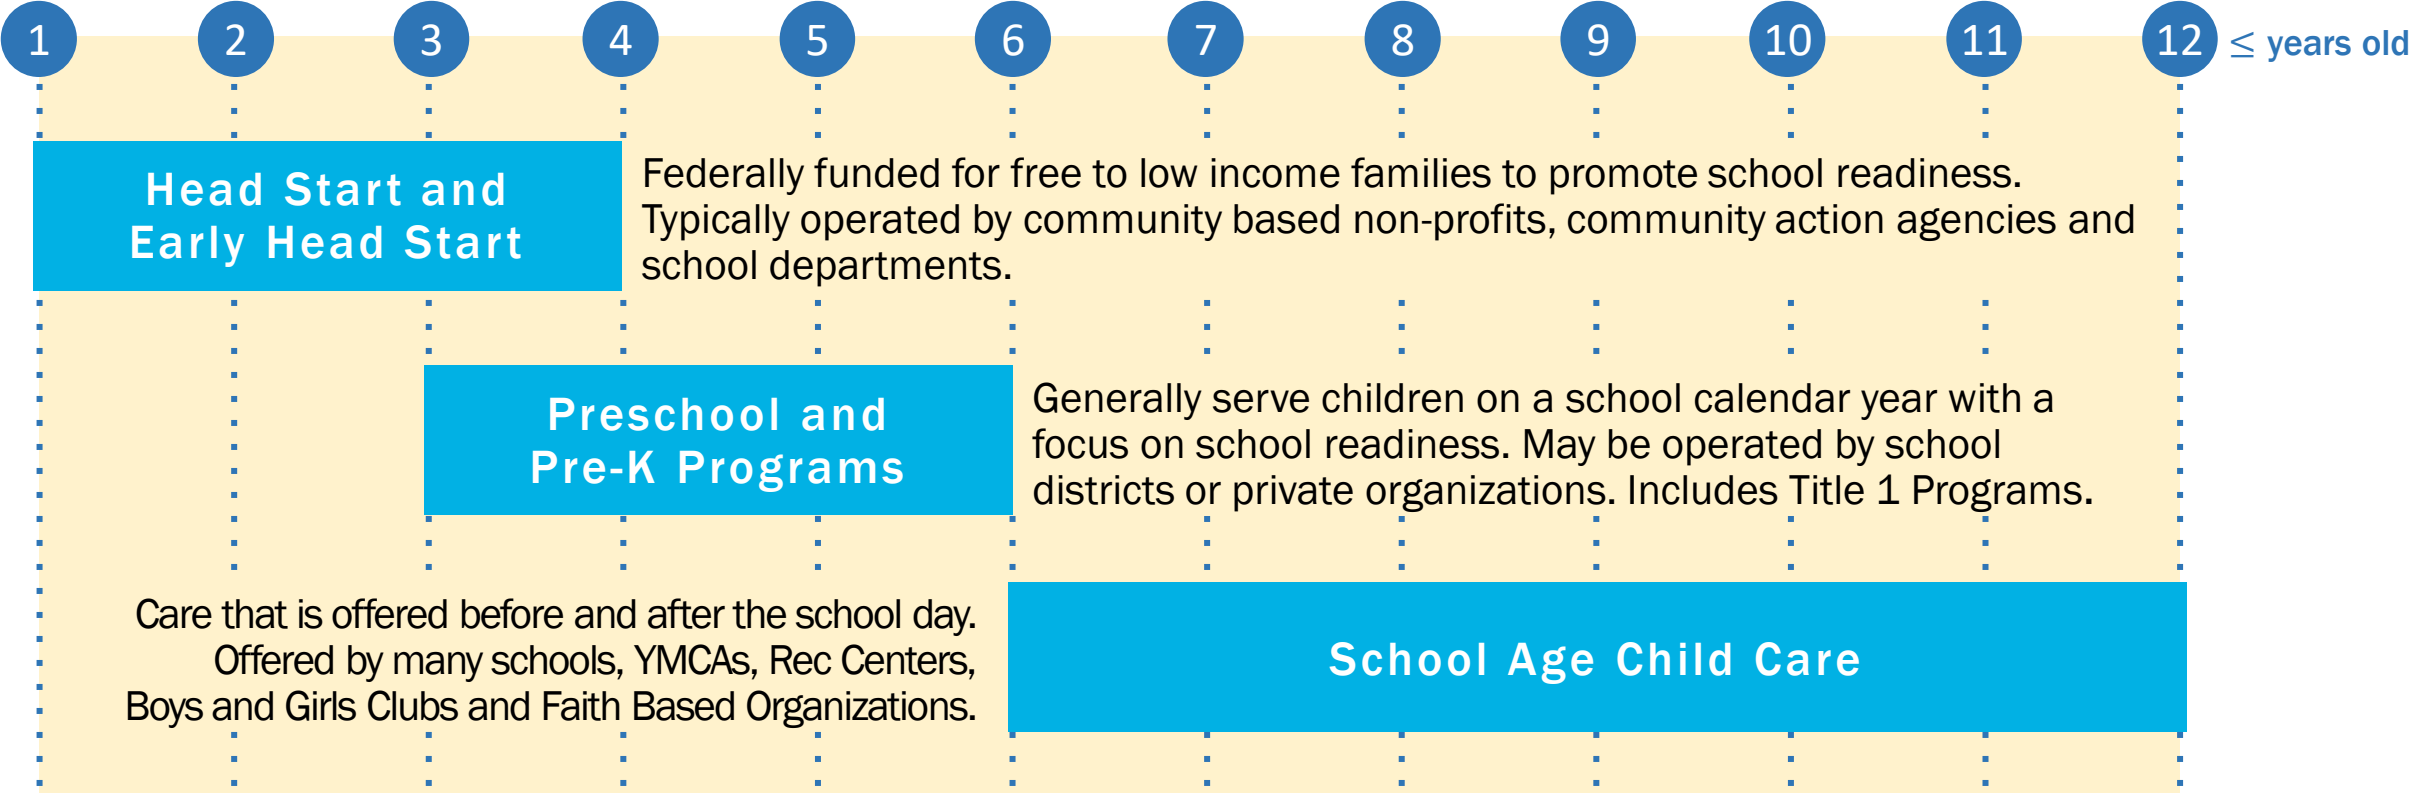 1 2 3 4 5 6 7 8 9 10 11 12 ≤ years old
Head Start and
Early Head Start
Federally funded for free to low income families to promote school readiness.
Typically operated by community based non-profits, community action agencies and
school departments.
Preschool and
Pre-K Programs
Generally serve children on a school calendar year with a
focus on school readiness. May be operated by school
districts or private organizations. Includes Title 1 Programs.
Care that is offered before and after the school day.
Offered by many schools, YMCAs, Rec Centers,
Boys and Girls Clubs and Faith Based Organizations.
School Age Child Care